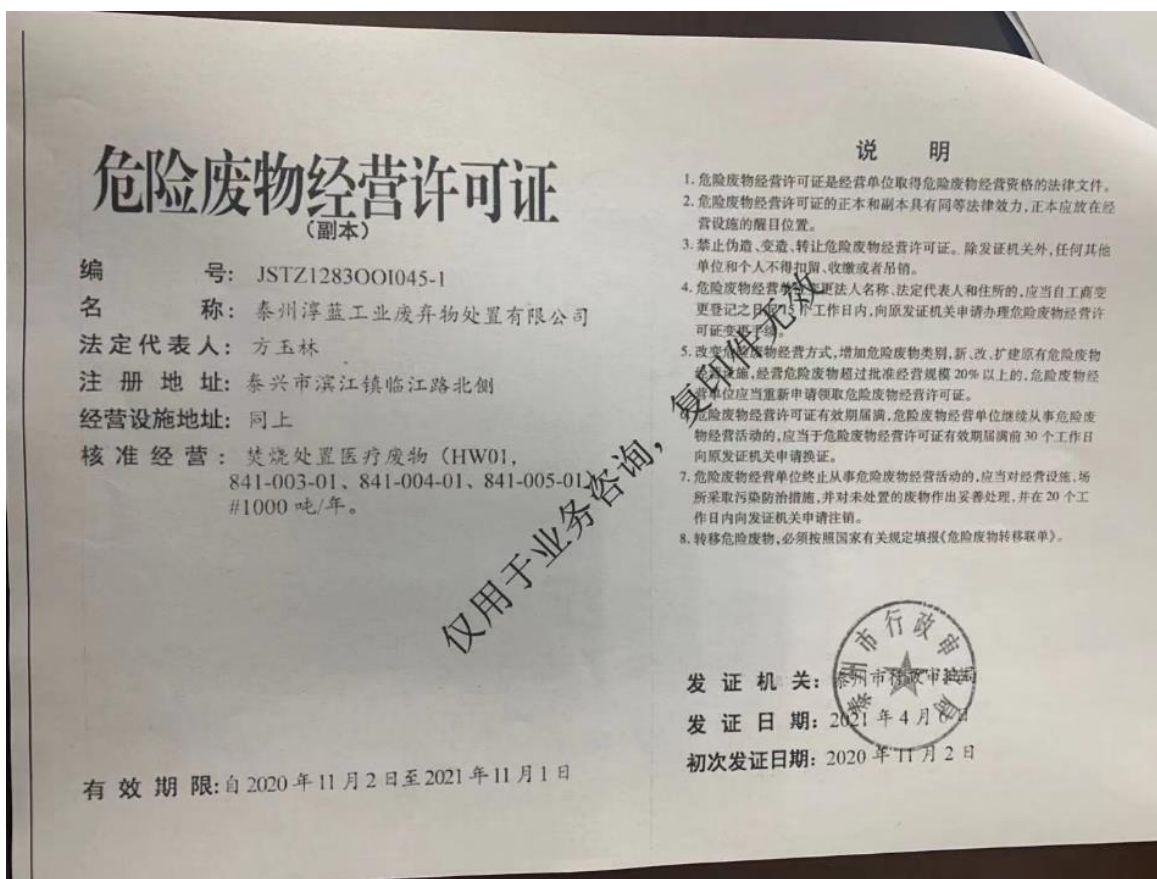 危险废物经营许可证
（副本）
编　　号： JSTZ1283OOI045-1
名　　称： 泰州淳蓝工业废弃物处置有限公司
法定代表人： 方玉林
注 册 地 址： 泰兴市滨江镇临江路北侧
经营设施地址： 同上
核 准 经 营 ： 焚烧处置医疗废物（HW01，
841-003-01、841-004-01、841-005-01
#1000 吨/年。
有 效 期 限：自 2020 年 11 月 2 日至 2021 年 11 月 1 日
说　明
1. 危险废物经营许可证是经营单位取得危险废物经营资格的法律文件。
2. 危险废物经营许可证的正本和副本具有同等法律效力，正本应放在经
营设施的醒目位置。
3. 禁止伪造、变造、转让危险废物经营许可证。除发证机关外，任何其他
单位和个人不得扣留、收缴或者吊销。
4. 危险废物经营单位变更法人名称、法定代表人和住所的，应当自工商变
更登记之日起15个工作日内，向原发证机关申请办理危险废物经营许
可证变更手续。
5. 改变危险废物经营方式，增加危险废物类别，新、改、扩建原有危险废物
经营设施，经营危险废物超过批准经营规模 20% 以上的，危险废物经
营单位应当重新申请领取危险废物经营许可证。
危险废物经营许可证有效期届满，危险废物经营单位继续从事危险废
物经营活动的，应当于危险废物经营许可证有效期届满前 30 个工作日
向原发证机关申请换证。
7. 危险废物经营单位终止从事危险废物经营活动的，应当对经营设施、场
所采取污染防治措施，并对未处置的废物作出妥善处理，并在 20 个工
作日内向发证机关申请注销。
8. 转移危险废物，必须按照国家有关规定填报《危险废物转移联单》。
发 证 机 关： 泰州市行政审批局
发 证 日 期： 2021 年 4 月 6 日
初次发证日期： 2020 年 11 月 2 日
泰州市行政审批局
仅用于业务咨询，复印件无效